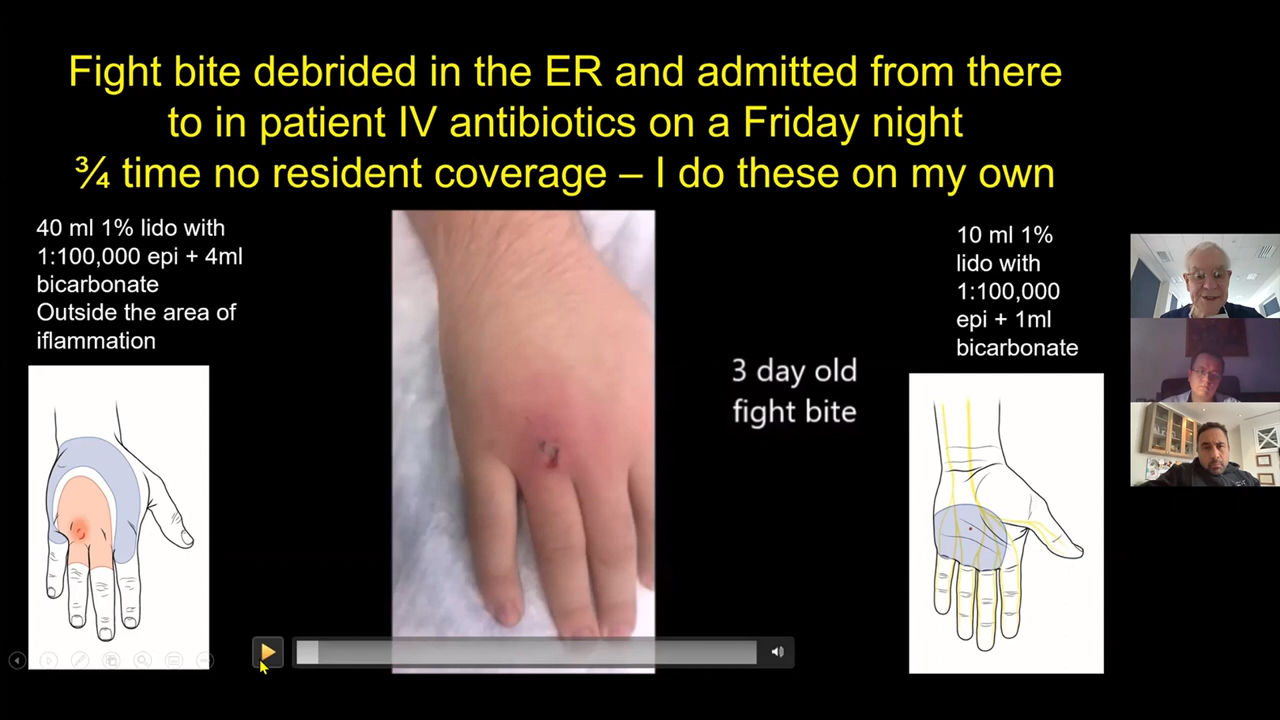 Fight bite debrided in the ER and admitted from there
to in patient IV antibiotics on a Friday night
¾ time no resident coverage – I do these on my own
40 ml 1% lido with
1:100,000 epi + 4ml
bicarbonate
Outside the area of
iflammation
3 day old
fight bite
10 ml 1%
lido with
1:100,000
epi + 1ml
bicarbonate